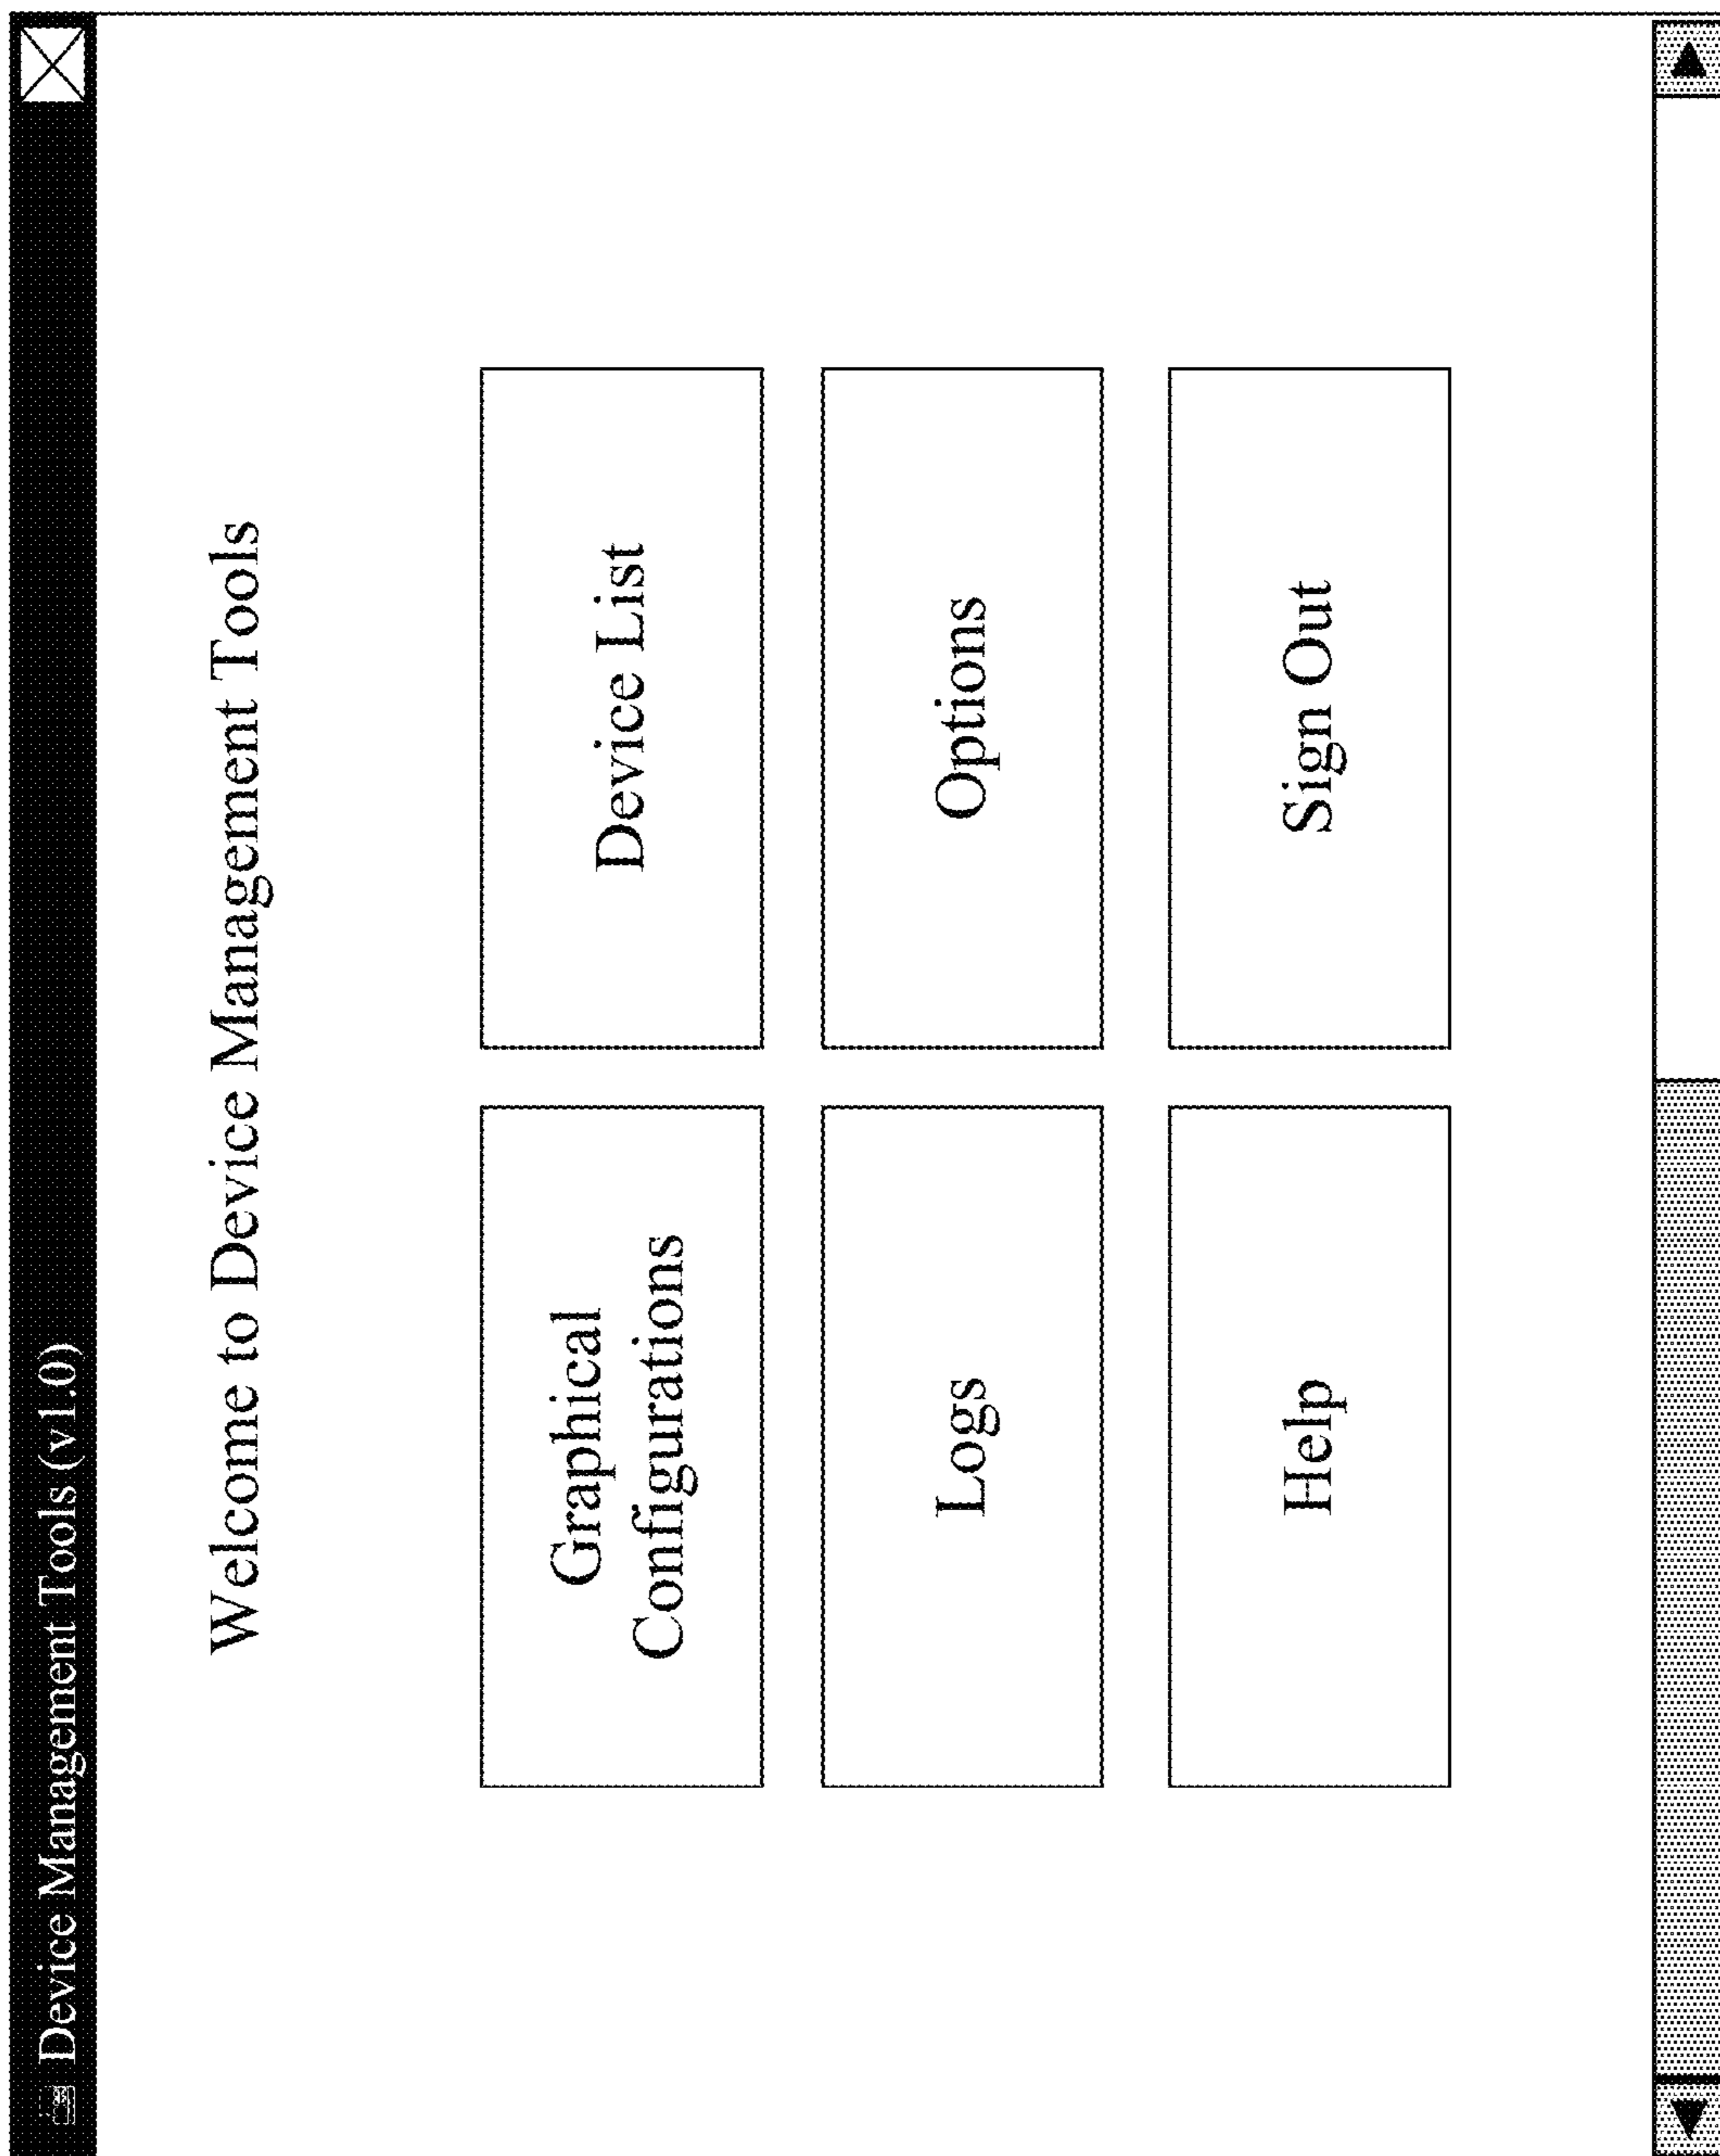 Device Management Tools (v1.0)
Welcome to Device Management Tools
Graphical
Configurations
Device List
Logs
Options
Help
Sign Out